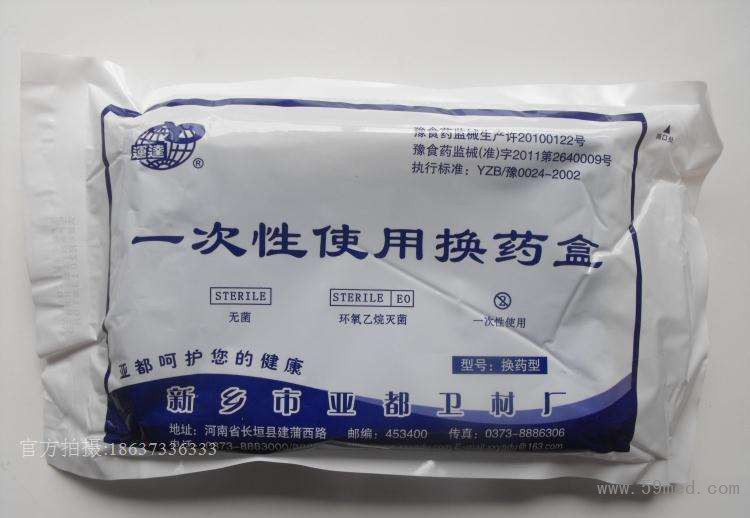 豫食药监械生产许20100122号
豫食药监械(准)字2011第2640009号
执行标准：YZB/豫0024-2002
運達
®
一次性使用换药盒
STERILE
STERILE EO
无菌
环氧乙烷灭菌
一次性使用
型号：换药型
亚都呵护您的健康
新乡市亚都卫材厂
地址：河南省长垣县建蒲西路 邮编：453400 传真：0373-8886306
官方拍摄:18637336333
www.59med.com